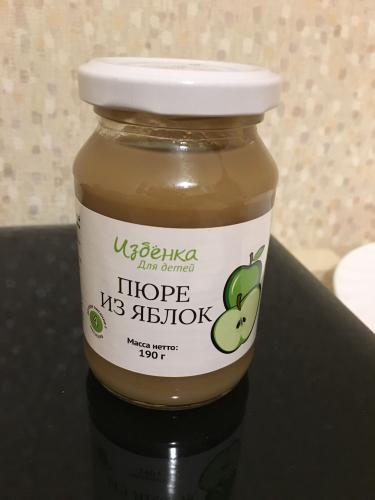 Избёнка
Для детей
ПЮРЕ
ИЗ ЯБЛОК
Масса нетто:
190 г